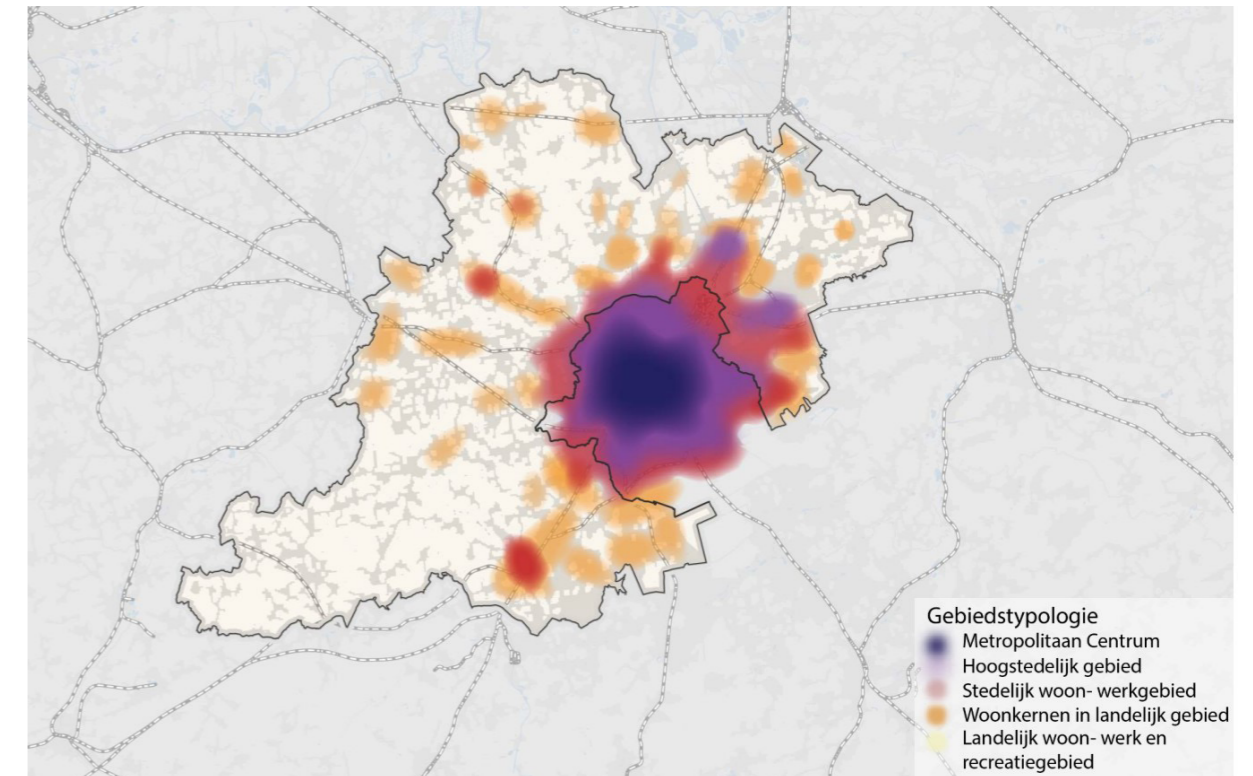 Gebiedstypologie
Metropolitaan Centrum
Hoogstedelijk gebied
Stedelijk woon- werkgebied
Woonkernen in landelijk gebied
Landelijk woon- werk en
recreatiegebied